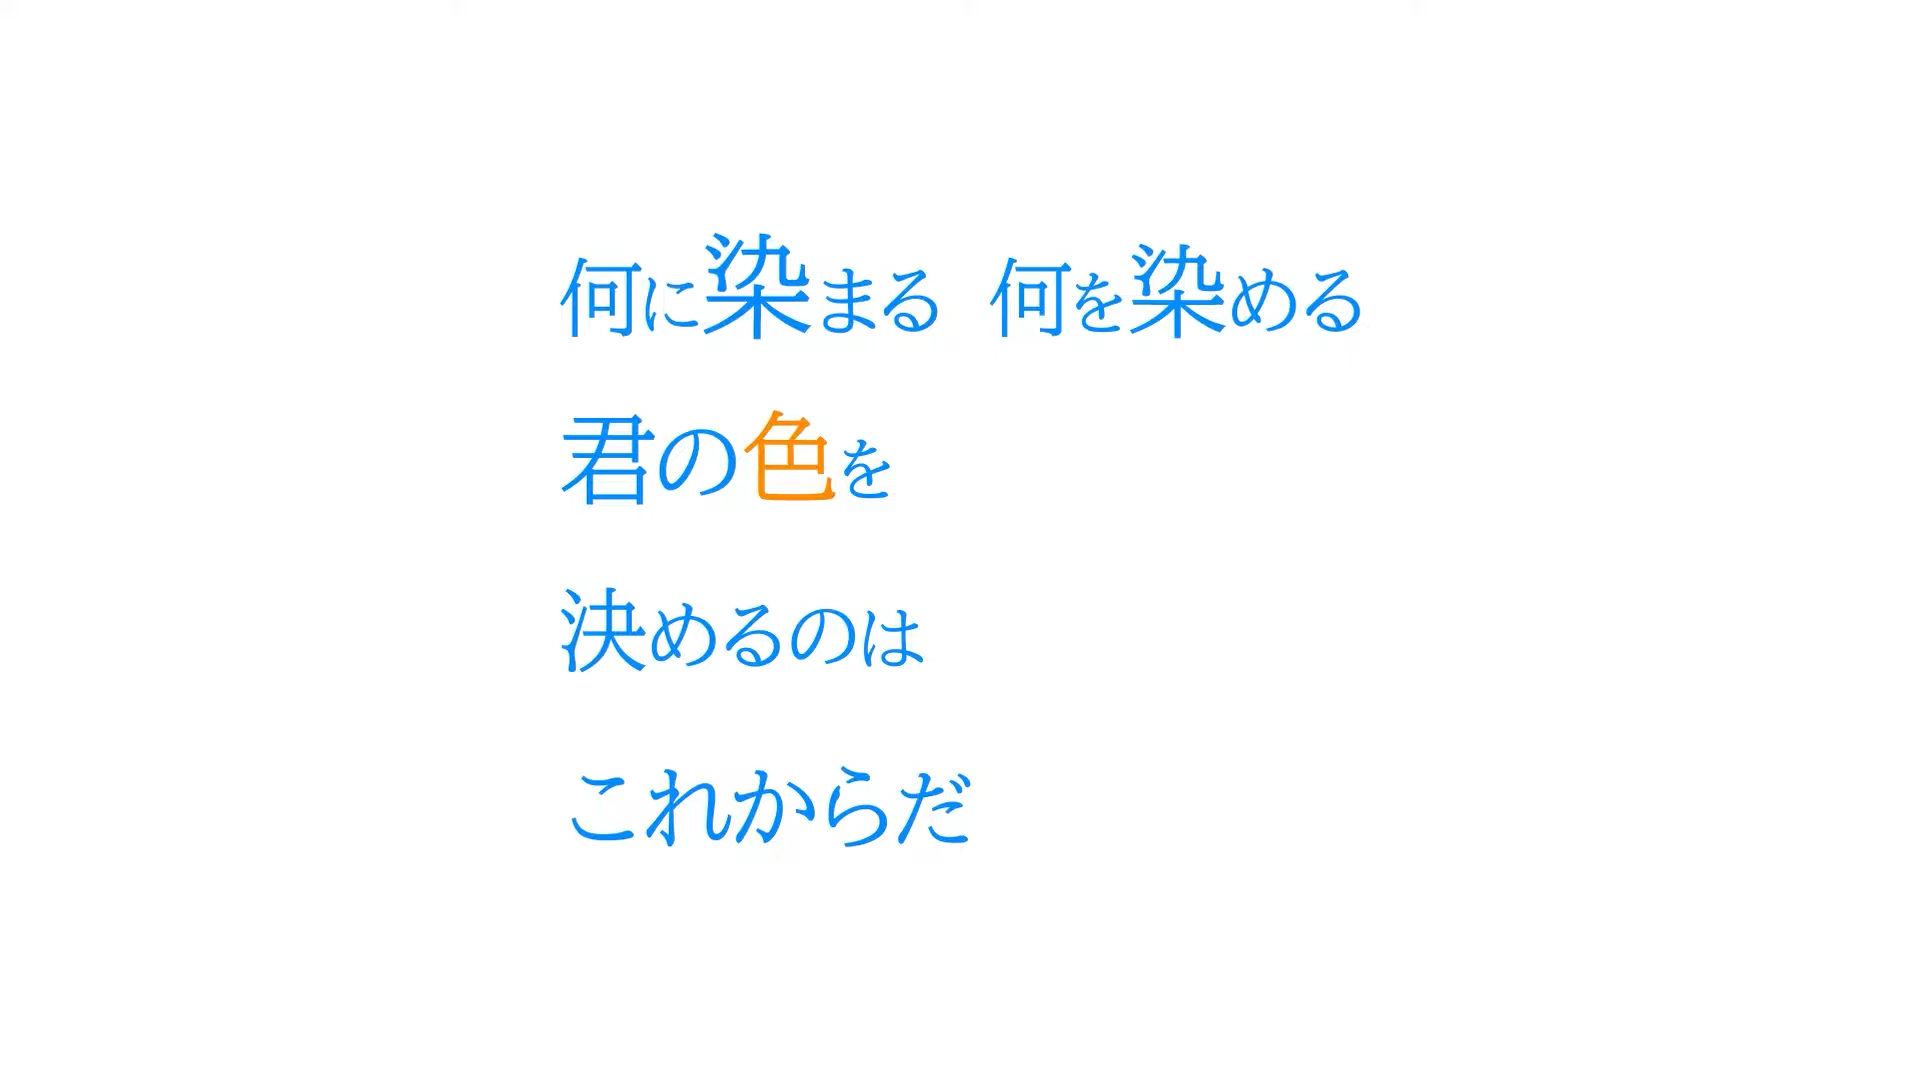 何に染まる 何を染める
君の色を
決めるのは
これからだ